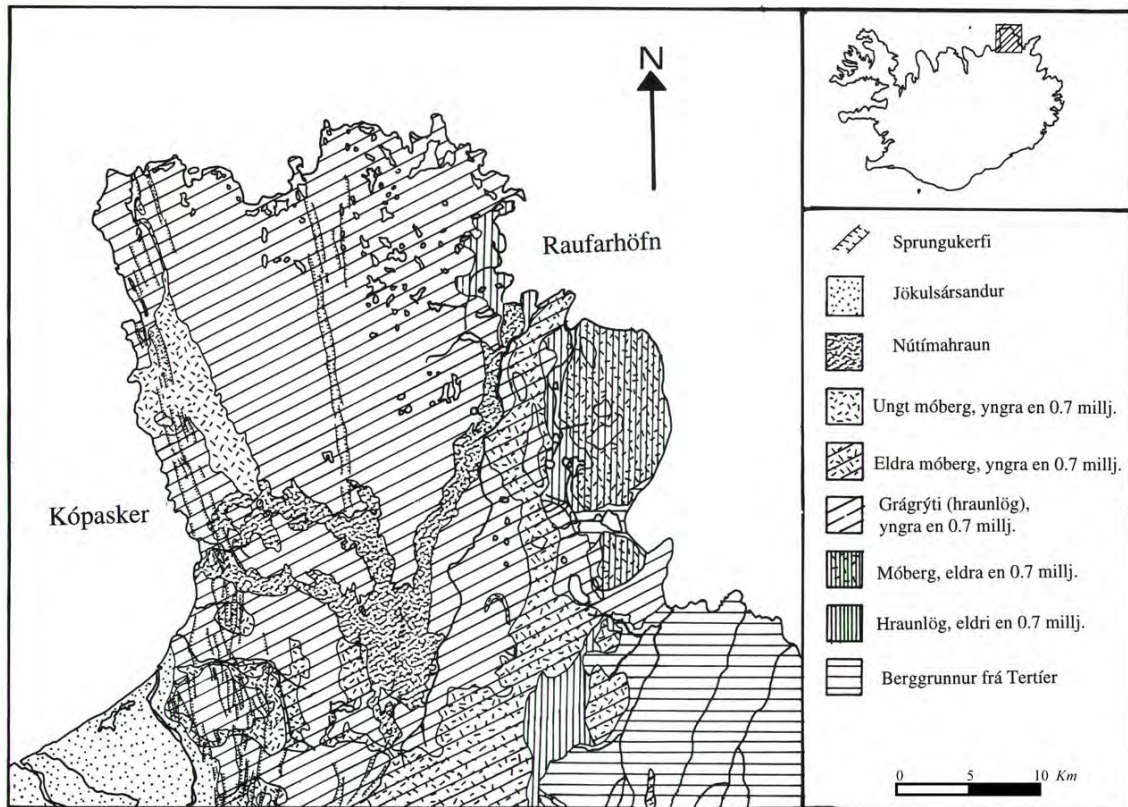 N
Raufarhöfn
Kópasker
Sprungukerfi
Jökulsársandur
Nútímahraun
Ungt móberg, yngra en 0.7 millj.
Eldra móberg, yngra en 0.7 millj.
Grágrýti (hraunlög),
yngra en 0.7 millj.
Móberg, eldra en 0.7 millj.
Hraunlög, eldri en 0.7 millj.
Berggrunnur frá Tertíer
0 5 10 Km